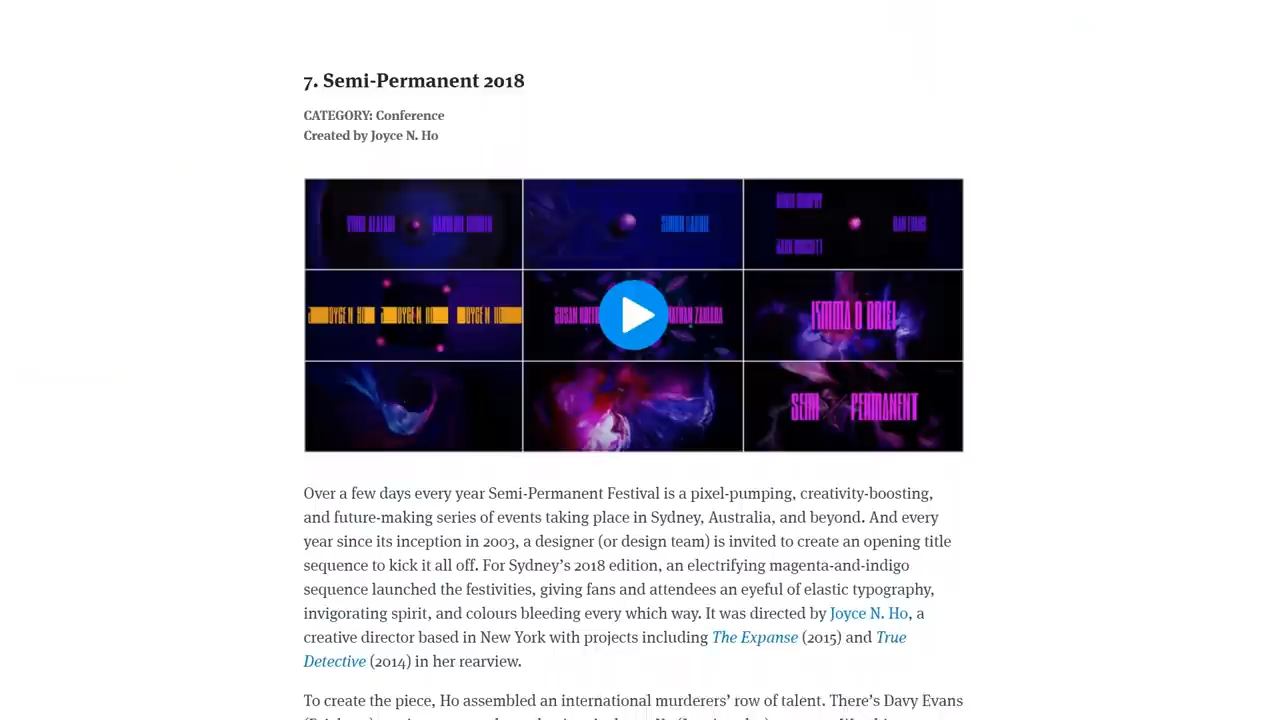 7. Semi-Permanent 2018
CATEGORY: Conference
Created by Joyce N. Ho
JOYCE N HO
SUSAN
JEMMA O BRIEN
SEMI PERMANENT
Over a few days every year Semi-Permanent Festival is a pixel-pumping, creativity-boosting,
and future-making series of events taking place in Sydney, Australia, and beyond. And every
year since its inception in 2003, a designer (or design team) is invited to create an opening title
sequence to kick it all off. For Sydney’s 2018 edition, an electrifying magenta-and-indigo
sequence launched the festivities, giving fans and attendees an eyeful of elastic typography,
invigorating spirit, and colours bleeding every which way. It was directed by Joyce N. Ho, a
creative director based in New York with projects including The Expanse (2015) and True
Detective (2014) in her rearview.
To create the piece, Ho assembled an international murderers’ row of talent. There’s Davy Evans